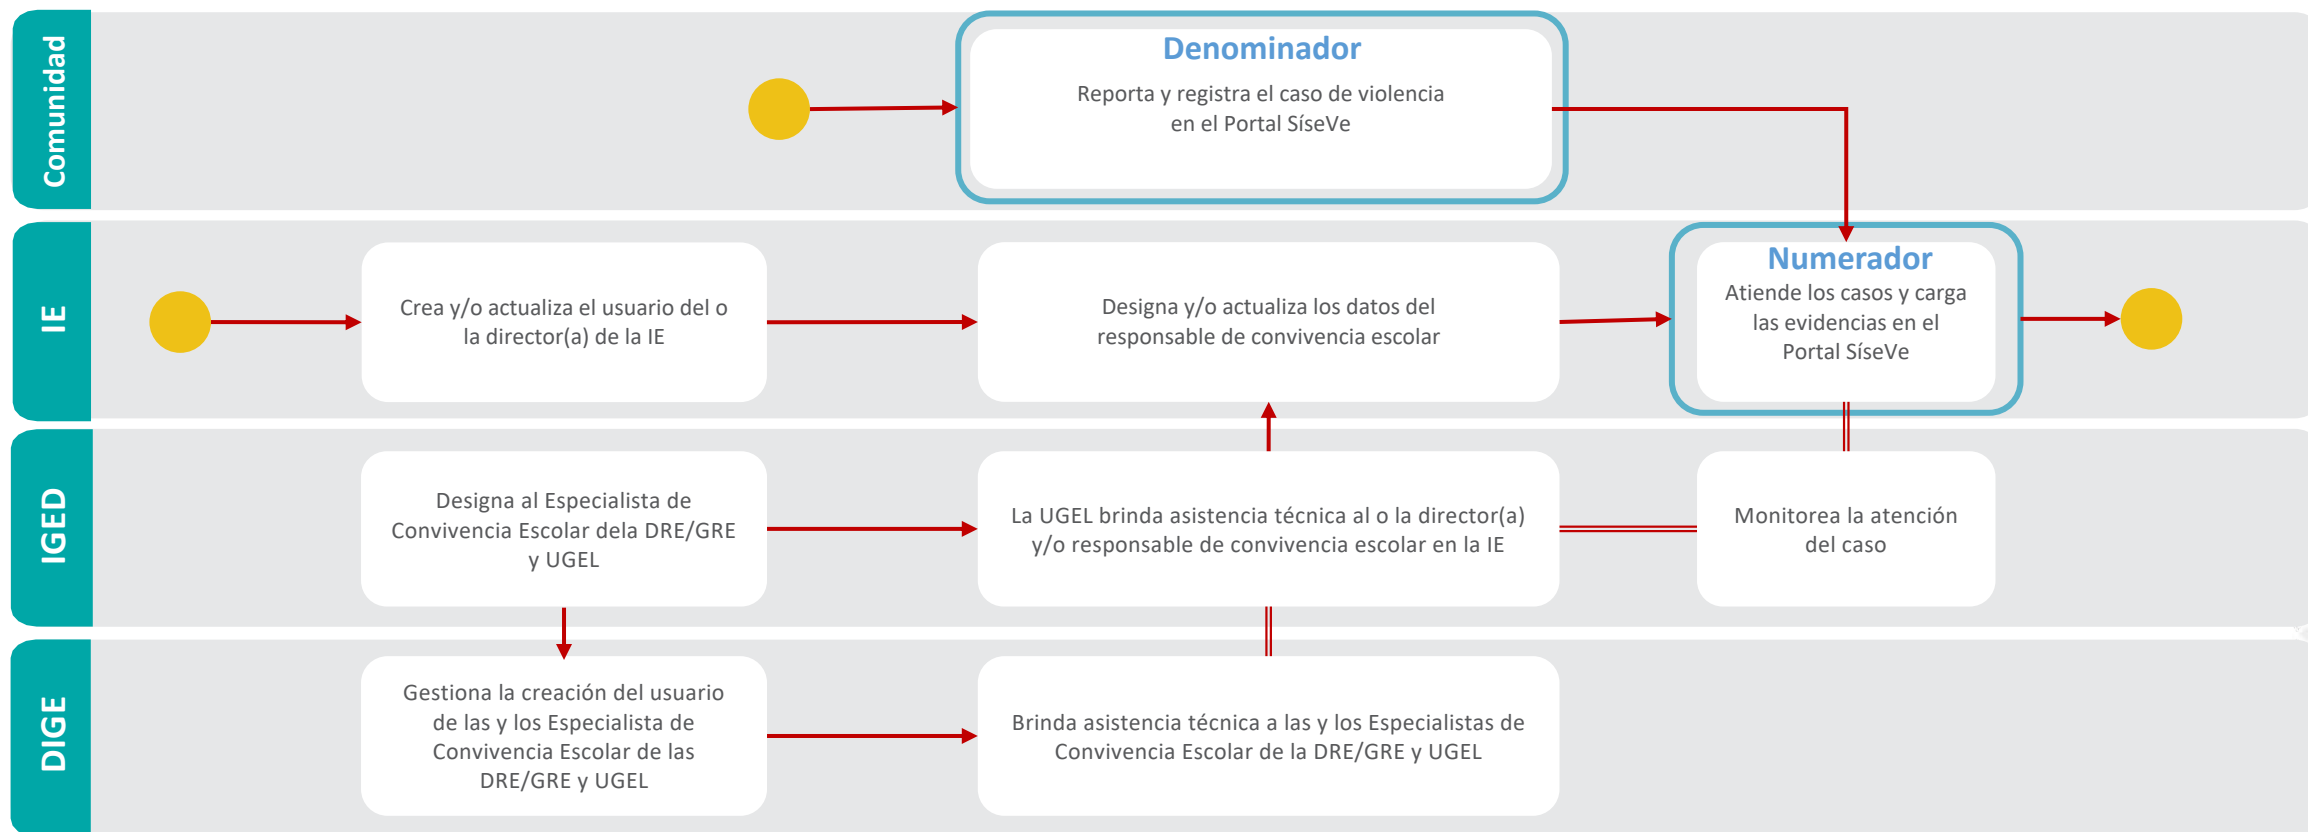 Comunidad
Denominador
Reporta y registra el caso de violencia
en el Portal SíseVe
IE
Crea y/o actualiza el usuario del o
la director(a) de la IE
Designa y/o actualiza los datos del
responsable de convivencia escolar
Numerador
Atiende los casos y carga
las evidencias en el
Portal SíseVe
IGED
Designa al Especialista de
Convivencia Escolar dela DRE/GRE
y UGEL
La UGEL brinda asistencia técnica al o la director(a)
y/o responsable de convivencia escolar en la IE
Monitorea la atención
del caso
DIGE
Gestiona la creación del usuario
de las y los Especialista de
Convivencia Escolar de las
DRE/GRE y UGEL
Brinda asistencia técnica a las y los Especialistas de
Convivencia Escolar de la DRE/GRE y UGEL